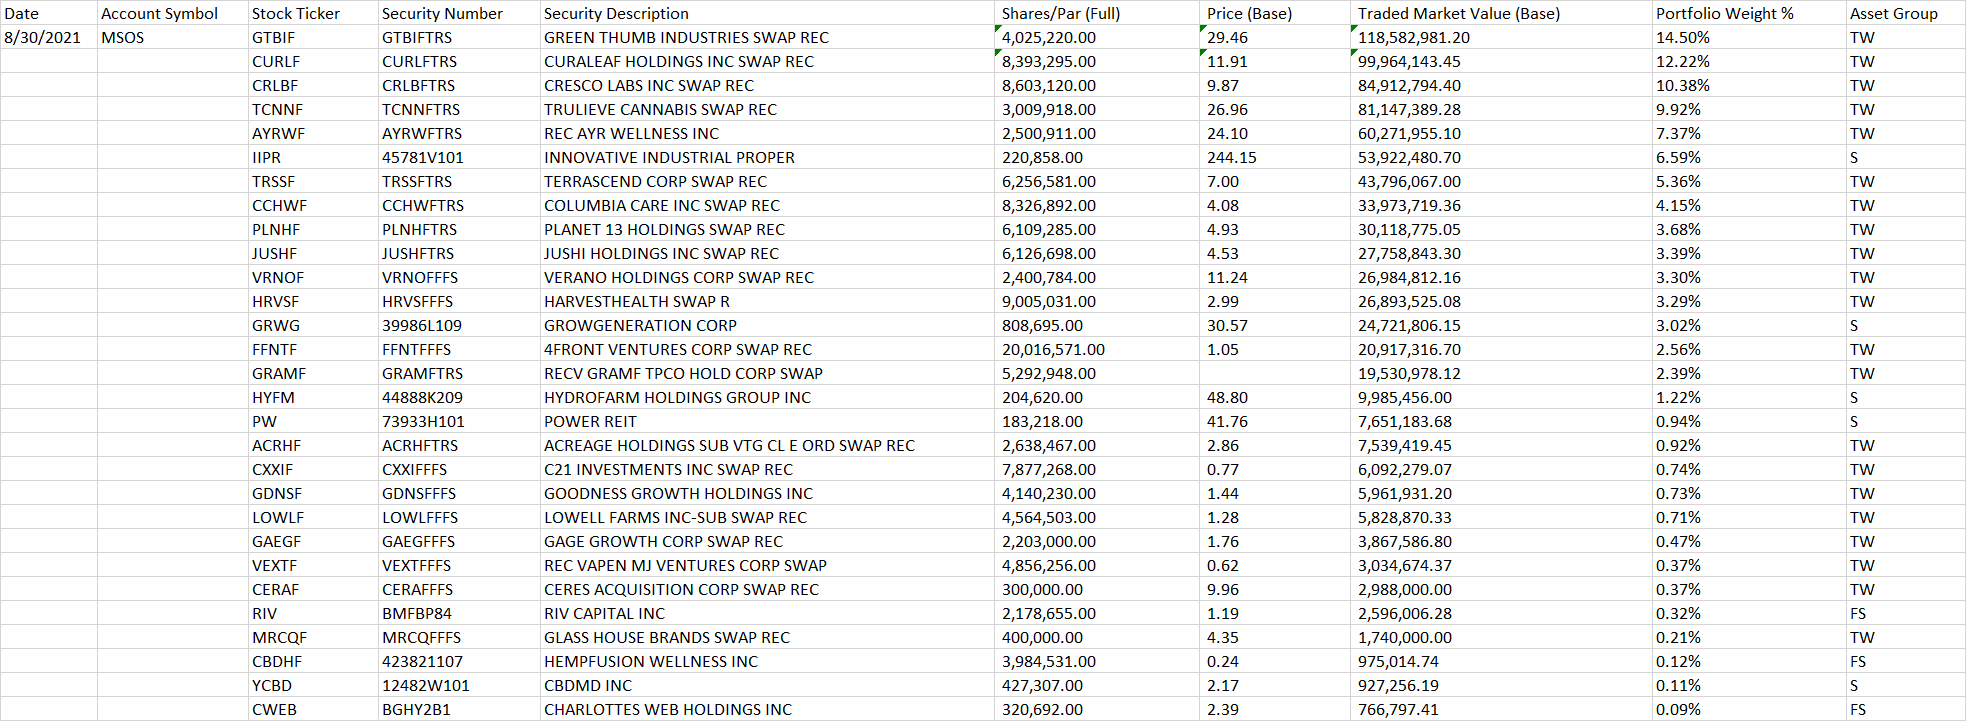 Date Account Symbol Stock Ticker Security Number Security Description Shares/Par (Full) Price (Base) Traded Market Value (Base) Portfolio Weight % Asset Group
8/30/2021 MSOS GTBIF GTBIFTRS GREEN THUMB INDUSTRIES SWAP REC 4,025,220.00 29.46 118,582,981.20 14.50% TW
CURLF CURLFTRS CURALEAF HOLDINGS INC SWAP REC 8,393,295.00 11.91 99,964,143.45 12.22% TW
CRLBF CRLBFTRS CRESCO LABS INC SWAP REC 8,603,120.00 9.87 84,912,794.40 10.38% TW
TCNNF TCNNFTRS TRULIEVE CANNABIS SWAP REC 3,009,918.00 26.96 81,147,389.28 9.92% TW
AYRWF AYRWFTRS REC AYR WELLNESS INC 2,500,911.00 24.10 60,271,955.10 7.37% TW
IIPR 45781V101 INNOVATIVE INDUSTRIAL PROPER 220,858.00 244.15 53,922,480.70 6.59% S
TRSSF TRSSFTRS TERRASCEND CORP SWAP REC 6,256,581.00 7.00 43,796,067.00 5.36% TW
CCHWF CCHWFTRS COLUMBIA CARE INC SWAP REC 8,326,892.00 4.08 33,973,719.36 4.15% TW
PLNHF PLNHFTRS PLANET 13 HOLDINGS SWAP REC 6,109,285.00 4.93 30,118,775.05 3.68% TW
JUSHF JUSHFTRS JUSHI HOLDINGS INC SWAP REC 6,126,698.00 4.53 27,758,843.30 3.39% TW
VRNOF VRNOFFFS VERANO HOLDINGS CORP SWAP REC 2,400,784.00 11.24 26,984,812.16 3.30% TW
HRVSF HRVSFFFS HARVESTHEALTH SWAP R 9,005,031.00 2.99 26,893,525.08 3.29% TW
GRWG 39986L109 GROWGENERATION CORP 808,695.00 30.57 24,721,806.15 3.02% S
FFNTF FFNTFFFS 4FRONT VENTURES CORP SWAP REC 20,016,571.00 1.05 20,917,316.70 2.56% TW
GRAMF GRAMFTRS RECV GRAMF TPCO HOLD CORP SWAP 5,292,948.00 19,530,978.12 2.39% TW
HYFM 44888K209 HYDROFARM HOLDINGS GROUP INC 204,620.00 48.80 9,985,456.00 1.22% S
PW 73933H101 POWER REIT 183,218.00 41.76 7,651,183.68 0.94% S
ACRHF ACRHFTRS ACREAGE HOLDINGS SUB VTG CL E ORD SWAP REC 2,638,467.00 2.86 7,539,419.45 0.92% TW
CXXIF CXXIFFFS C21 INVESTMENTS INC SWAP REC 7,877,268.00 0.77 6,092,279.07 0.74% TW
GDNSF GDNSFFFS GOODNESS GROWTH HOLDINGS INC 4,140,230.00 1.44 5,961,931.20 0.73% TW
LOWLF LOWLFFFS LOWELL FARMS INC-SUB SWAP REC 4,564,503.00 1.28 5,828,870.33 0.71% TW
GAEGF GAEGFFFS GAGE GROWTH CORP SWAP REC 2,203,000.00 1.76 3,867,586.80 0.47% TW
VEXTF VEXTFFFS REC VAPEN MJ VENTURES CORP SWAP 4,856,256.00 0.62 3,034,674.37 0.37% TW
CERAF CERAFFFS CERES ACQUISITION CORP SWAP REC 300,000.00 9.96 2,988,000.00 0.37% TW
RIV BMFBP84 RIV CAPITAL INC 2,178,655.00 1.19 2,596,006.28 0.32% FS
MRCQF MRCQFFFS GLASS HOUSE BRANDS SWAP REC 400,000.00 4.35 1,740,000.00 0.21% TW
CBDHF 423821107 HEMPFUSION WELLNESS INC 3,984,531.00 0.24 975,014.74 0.12% FS
YCBD 12482W101 CBDMD INC 427,307.00 2.17 927,256.19 0.11% S
CWEB BGHY2B1 CHARLOTTES WEB HOLDINGS INC 320,692.00 2.39 766,797.41 0.09% FS